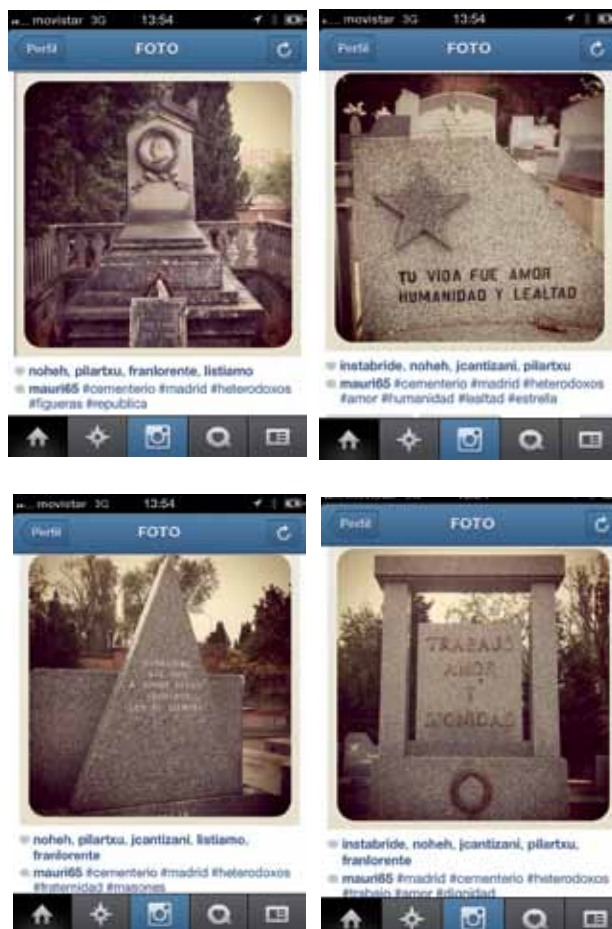 movistar 3G 13:54
Perfil FOTO
noheh, pilartxu, franlorente, listiamo
mauri65 #cementerio #madrid #heterodoxos
#figueras #republica
movistar 3G 13:54
Perfil FOTO
TU VIDA FUE AMOR
HUMANIDAD Y LEALTAD
instabride, noheh, jcantizani, pilartxu
mauri65 #cementerio #madrid #heterodoxos
#amor #humanidad #lealtad #estrella
movistar 3G 13:54
Perfil FOTO
noheh, pilartxu, jcantizani, listiamo,
franlorente
mauri65 #cementerio #madrid #heterodoxos
#fraternidad #masones
Perfil FOTO
TRABAJO
AMOR
Y
DIGNIDAD
instabride, noheh, jcantizani, pilartxu,
franlorente
mauri65 #madrid #cementerio #heterodoxos
#trabajo #amor #dignidad